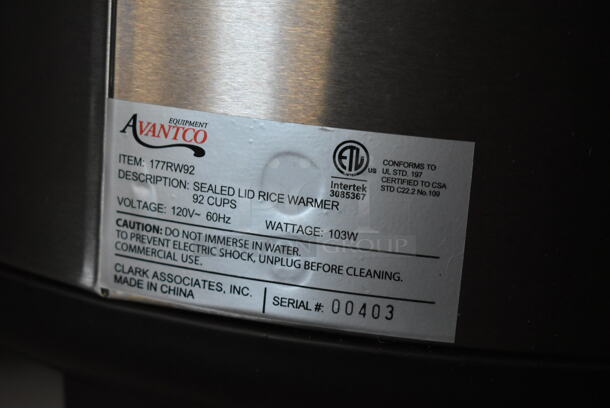 EQUIPMENT
AVANTCO
ITEM: 177RW92
DESCRIPTION: SEALED LID RICE WARMER
92 CUPS
VOLTAGE: 120V~ 60Hz WATTAGE: 103W
ETL
US
Intertek
3085367
CONFORMS TO
UL STD. 197
CERTIFIED TO CSA
STD C22.2 No.109
CAUTION: DO NOT IMMERSE IN WATER.
TO PREVENT ELECTRIC SHOCK, UNPLUG BEFORE CLEANING.
COMMERCIAL USE.
CLARK ASSOCIATES, INC.
MADE IN CHINA
SERIAL #: 00403
GROUP